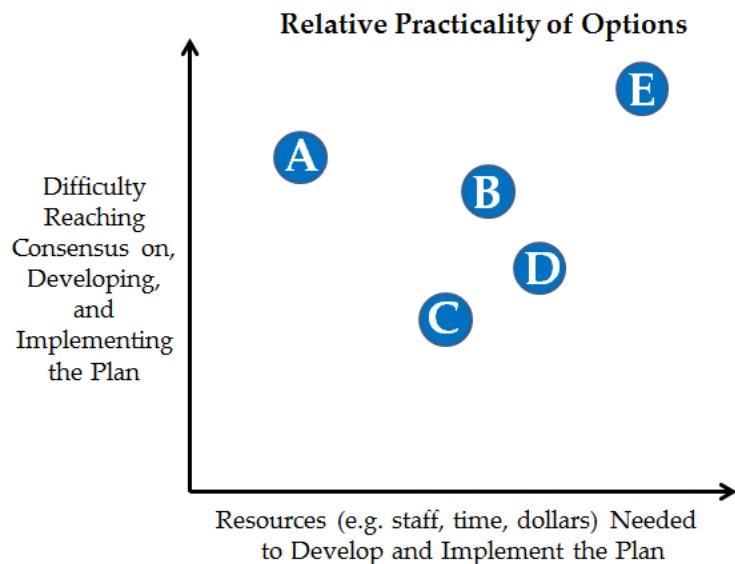 Relative Practicality of Options
E
A
B
D
C
Difficulty
Reaching
Consensus on,
Developing,
and
Implementing
the Plan
Resources (e.g. staff, time, dollars) Needed
to Develop and Implement the Plan